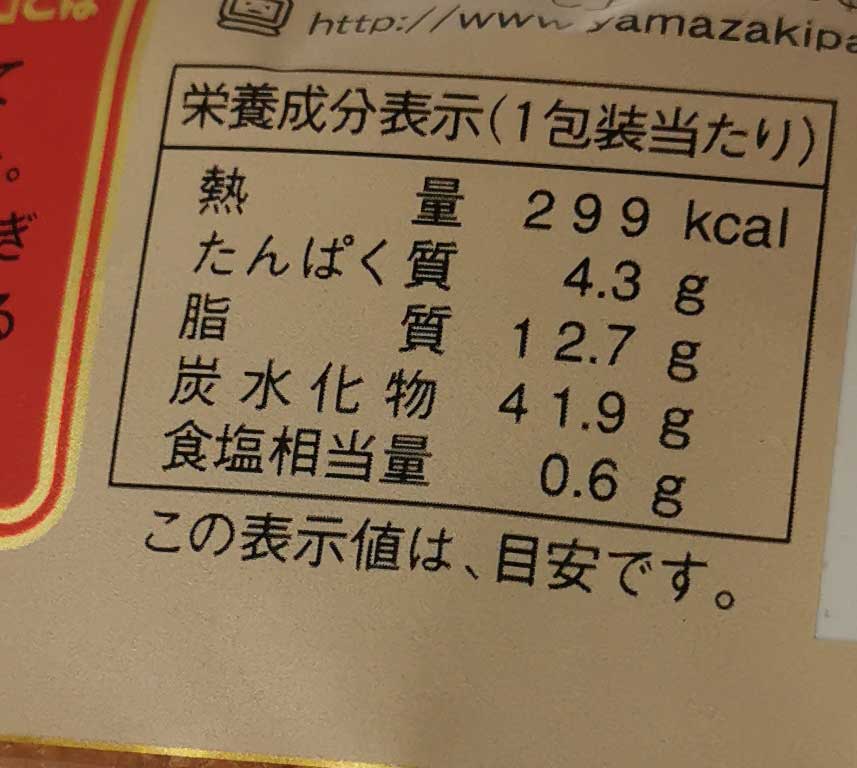 http://www.yamazakipa
栄養成分表示(1包装当たり)
熱量 299 kcal
たんぱく質 4.3 g
脂質 12.7 g
炭水化物 41.9 g
食塩相当量 0.6 g
この表示値は、目安です。